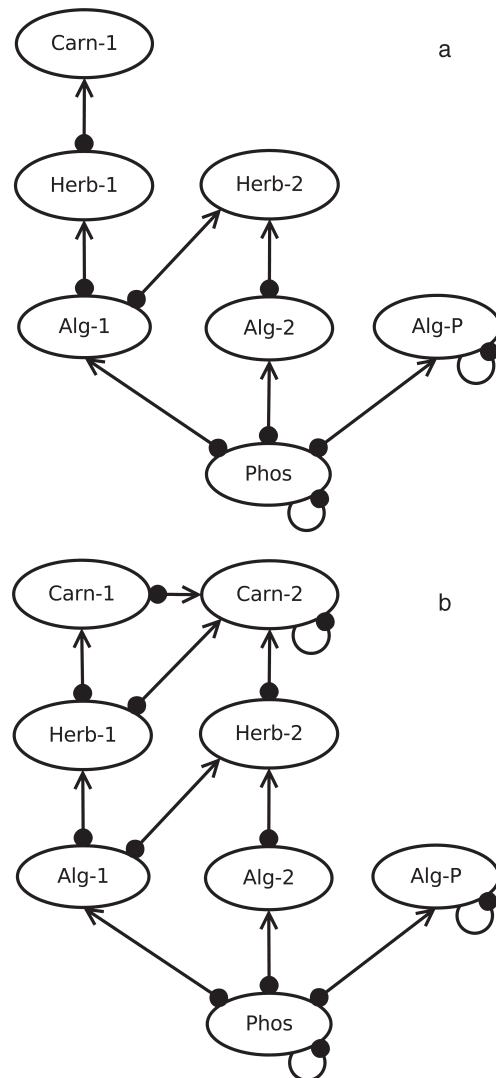 Carn-1
a
Herb-1 Herb-2
Alg-1 Alg-2 Alg-P
Phos
Carn-1 Carn-2
b
Herb-1 Herb-2
Alg-1 Alg-2 Alg-P
Phos